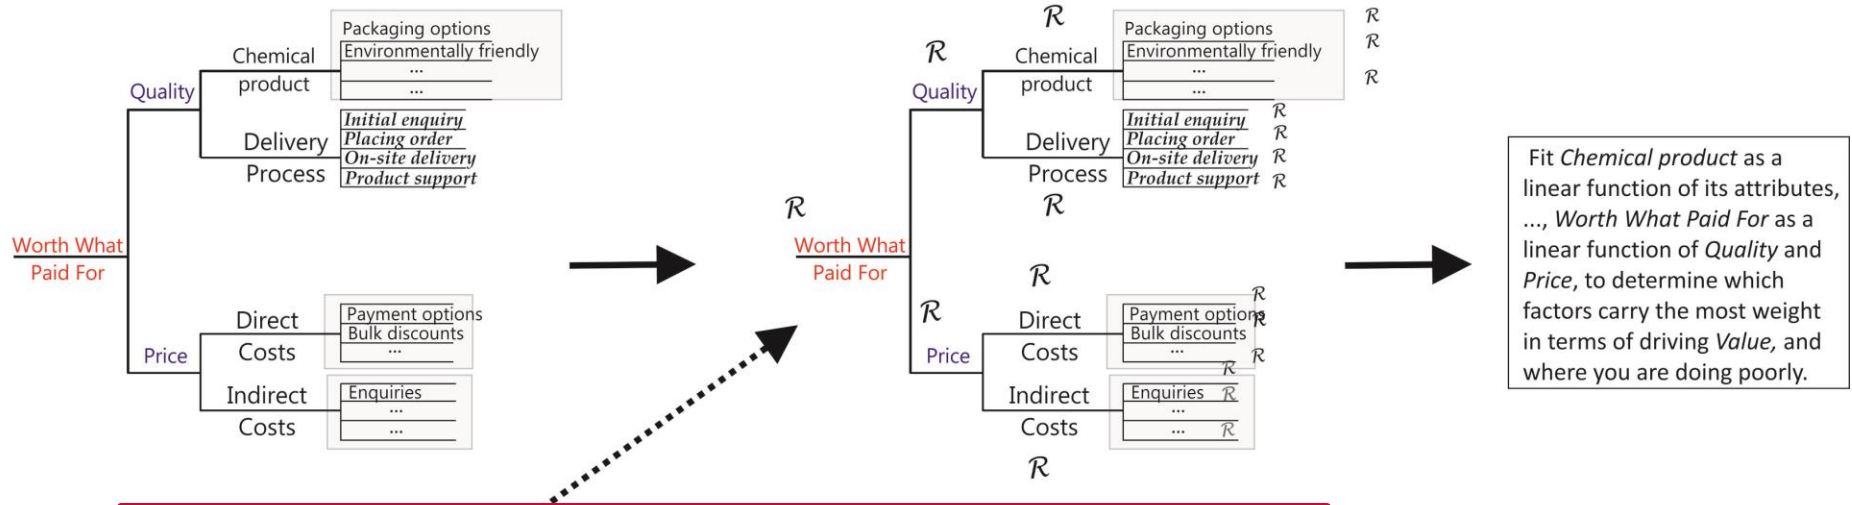 Packaging options
Environmentally friendly
...
...
Chemical
product
Quality
Initial enquiry
Placing order
On-site delivery
Product support
Delivery
Process
Worth What
Paid For
Payment options
Bulk discounts
...
Direct
Costs
Price
Enquiries
...
...
Indirect
Costs
ℛ
ℛ
Packaging options ℛ
Environmentally friendly ℛ
...
... ℛ
Chemical
product
Quality
Initial enquiry ℛ
Placing order ℛ
On-site delivery ℛ
Product support ℛ
Delivery
Process
ℛ
ℛ
Worth What
Paid For
ℛ
ℛ
Payment options ℛ
Bulk discounts ℛ
... ℛ
Direct
Costs
Price
ℛ
Enquiries ℛ
...
... ℛ
Indirect
Costs
ℛ
Fit Chemical product as a
linear function of its attributes,
..., Worth What Paid For as a
linear function of Quality and
Price, to determine which
factors carry the most weight
in terms of driving Value, and
where you are doing poorly.